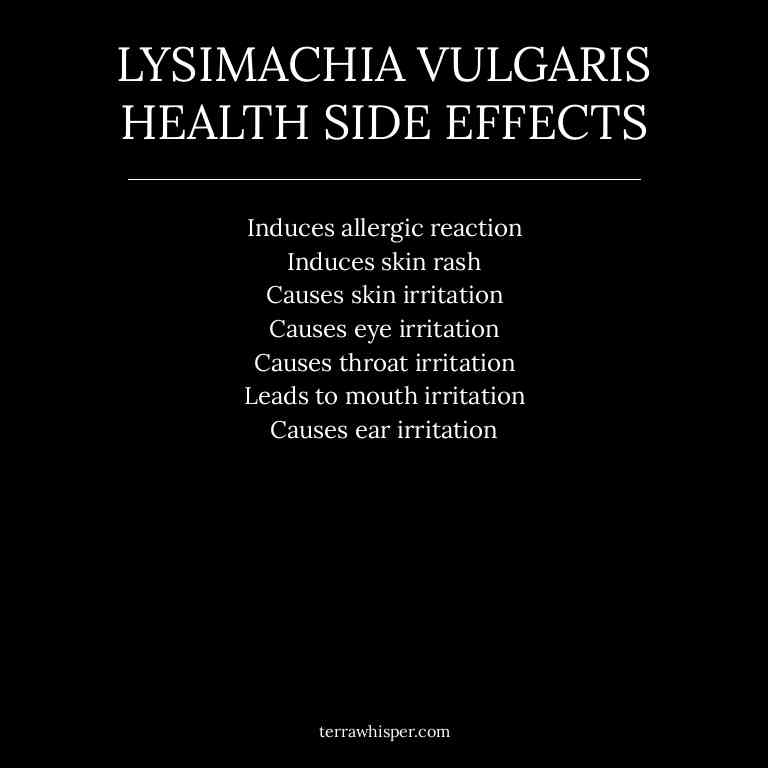 LYSIMACHIA VULGARIS
HEALTH SIDE EFFECTS
Induces allergic reaction
Induces skin rash
Causes skin irritation
Causes eye irritation
Causes throat irritation
Leads to mouth irritation
Causes ear irritation
terrawhisper.com